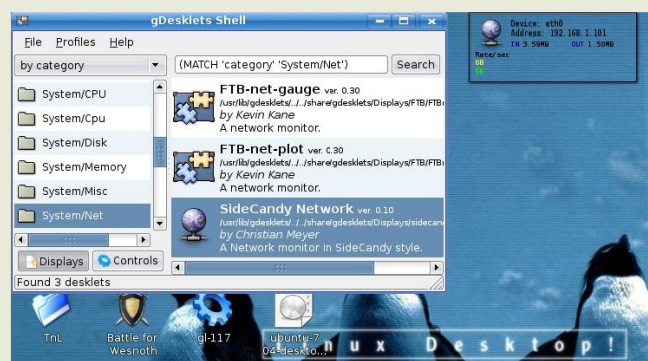 gDesklets Shell
File Profiles Help
by category
(MATCH 'category' 'System/Net')
Search
System/CPU
System/Cpu
System/Disk
System/Memory
System/Misc
System/Net
FTB-net-gauge ver. 0.30
/usr/lib/gdesklets/../../share/gdesklets/Displays/FTB/FTB
by Kevin Kane
A network monitor.
FTB-net-plot ver. 0.30
/usr/lib/gdesklets/../../share/gdesklets/Displays/FTB/FTB
by Kevin Kane
A network monitor.
SideCandy Network ver. 0.10
/usr/lib/gdesklets/../../share/gdesklets/Displays/sidecan
by Christian Meyer
A Network monitor in SideCandy style.
Displays
Controls
Found 3 desklets
Device: eth0
Address: 192.168.1.101
IN 3.59MB OUT 1.50MB
Rate/sec
0B
0B
TnL
Battle for
Wesnoth
gl-117
ubuntu-7
04-deskto...
nux Desktop!